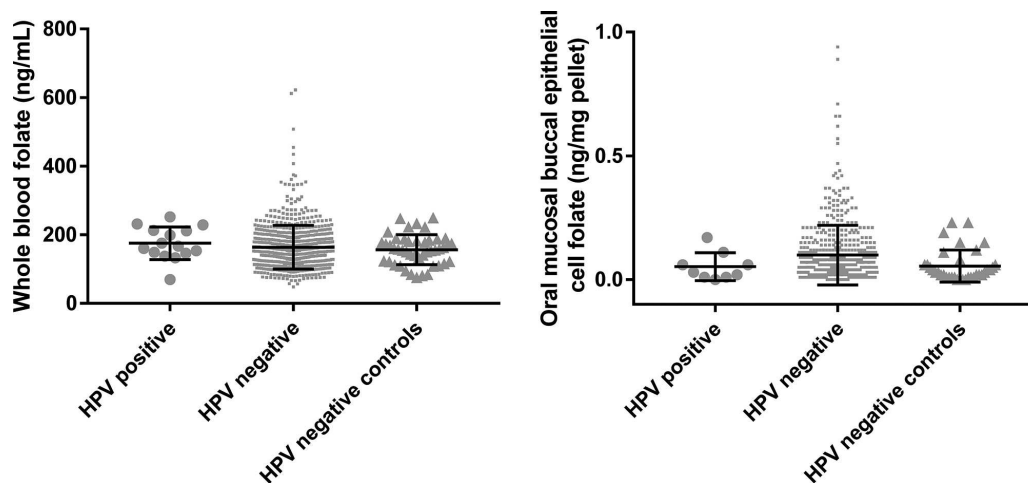 Whole blood folate (ng/mL)
800
600
400
200
0
HPV positive
HPV negative
HPV negative controls
Oral mucosal buccal epithelial
cell folate (ng/mg pellet)
1.0
0.5
0.0
HPV positive
HPV negative
HPV negative controls